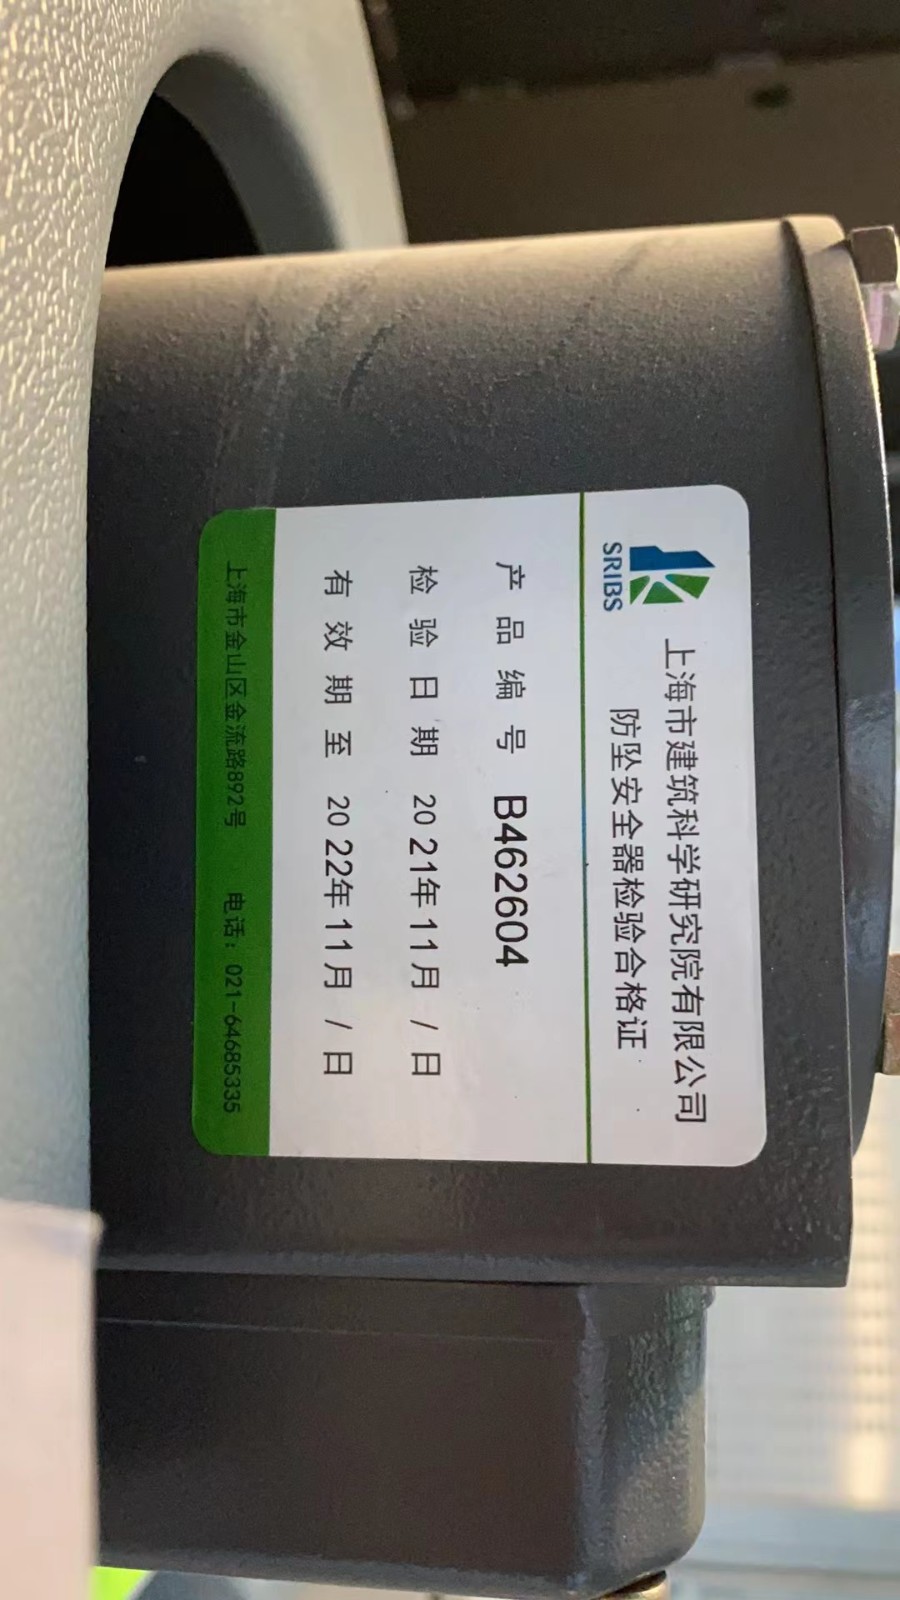 SRIBS
上海市建筑科学研究院有限公司
防坠安全器检验合格证
产品编号 B462604
检验日期 2021年11月/日
有效期至 2022年11月/日
上海市金山区金流路892号 电话：021-64685335